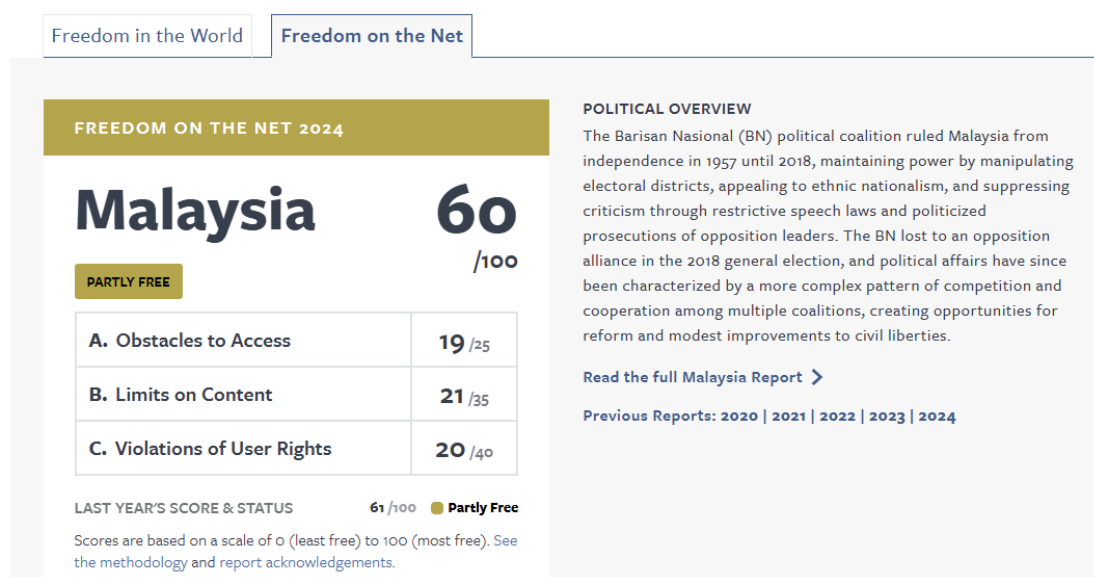 Freedom in the World
Freedom on the Net
FREEDOM ON THE NET 2024
Malaysia
60
/100
PARTLY FREE
A. Obstacles to Access 19 /25
B. Limits on Content 21 /35
C. Violations of User Rights 20 /40
LAST YEAR'S SCORE & STATUS 61 /100 Partly Free
Scores are based on a scale of 0 (least free) to 100 (most free). See
the methodology and report acknowledgements.
POLITICAL OVERVIEW
The Barisan Nasional (BN) political coalition ruled Malaysia from
independence in 1957 until 2018, maintaining power by manipulating
electoral districts, appealing to ethnic nationalism, and suppressing
criticism through restrictive speech laws and politicized
prosecutions of opposition leaders. The BN lost to an opposition
alliance in the 2018 general election, and political affairs have since
been characterized by a more complex pattern of competition and
cooperation among multiple coalitions, creating opportunities for
reform and modest improvements to civil liberties.
Read the full Malaysia Report
Previous Reports: 2020 | 2021 | 2022 | 2023 | 2024